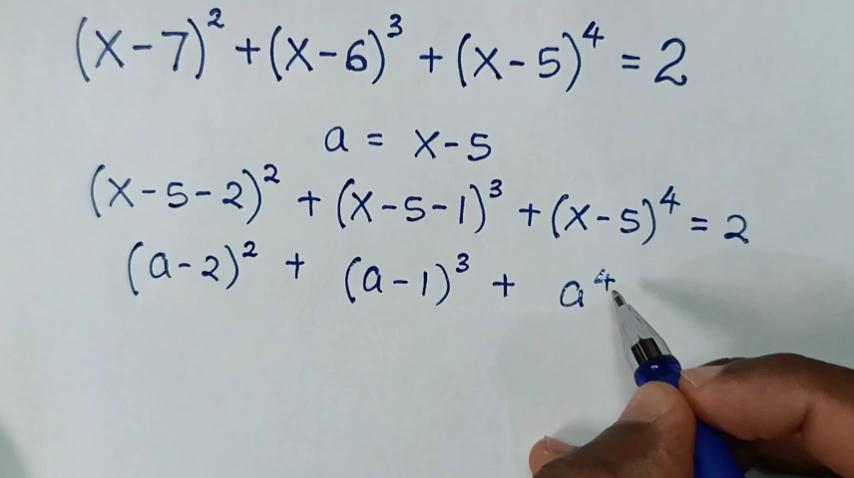 (x-7)² + (x-6)³ + (x-5)⁴ = 2
a = x-5
(x-5-2)² + (x-5-1)³ + (x-5)⁴ = 2
(a-2)² + (a-1)³ + a⁴